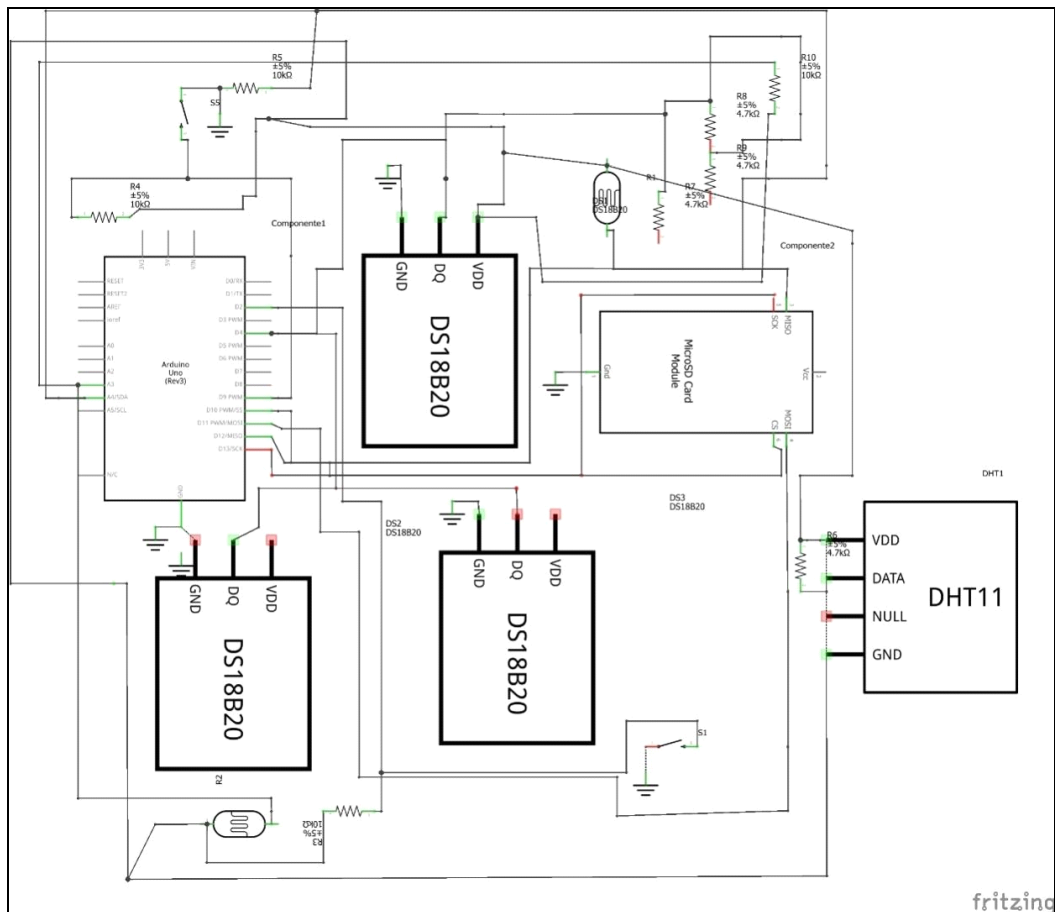 R5
±5%
10kΩ
S5
R10
±5%
10kΩ
R8
±5%
4.7kΩ
R9
±5%
4.7kΩ
R4
±5%
10kΩ
R1
R7
±5%
4.7kΩ
DS1
DS18B20
Componente1
Componente2
3V3
5V
VIN
RESET
RESET2
AREF
ioref
A0
A1
A2
A3
A4/SDA
A5/SCL
N/C
GND
Arduino
Uno
(Rev3)
D0/RX
D1/TX
D2
D3 PWM
D4
D5 PWM
D6 PWM
D7
D8
D9 PWM
D10 PWM/SS
D11 PWM/MOSI
D12/MISO
D13/SCK
GND
DQ
VDD
DS18B20
SCK
MISO
MicroSD Card
Module
Gnd
Vcc
CS
MOSI
DHT1
DS2
DS18B20
DS3
DS18B20
GND
DQ
VDD
DS18B20
GND
DQ
VDD
DS18B20
R6
±5%
4.7kΩ
VDD
DATA
NULL
GND
DHT11
S1
R2
R3
±5%
10kΩ
fritzing